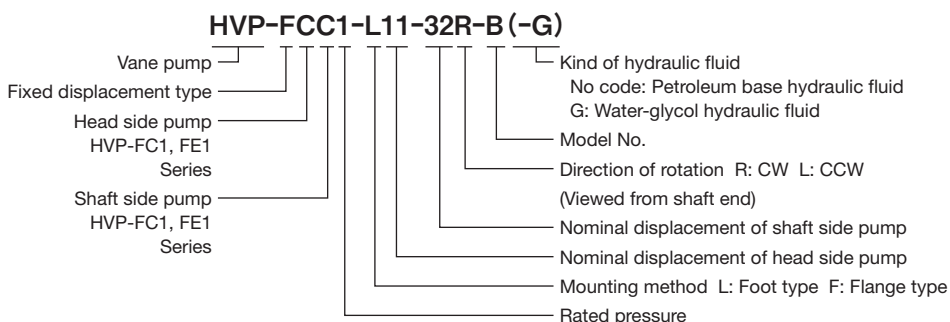 HVP-FCC1-L11-32R-B(-G)
Vane pump
Fixed displacement type
Head side pump
HVP-FC1, FE1
Series
Shaft side pump
HVP-FC1, FE1
Series
Kind of hydraulic fluid
No code: Petroleum base hydraulic fluid
G: Water-glycol hydraulic fluid
Model No.
Direction of rotation R: CW L: CCW
(Viewed from shaft end)
Nominal displacement of shaft side pump
Nominal displacement of head side pump
Mounting method L: Foot type F: Flange type
Rated pressure